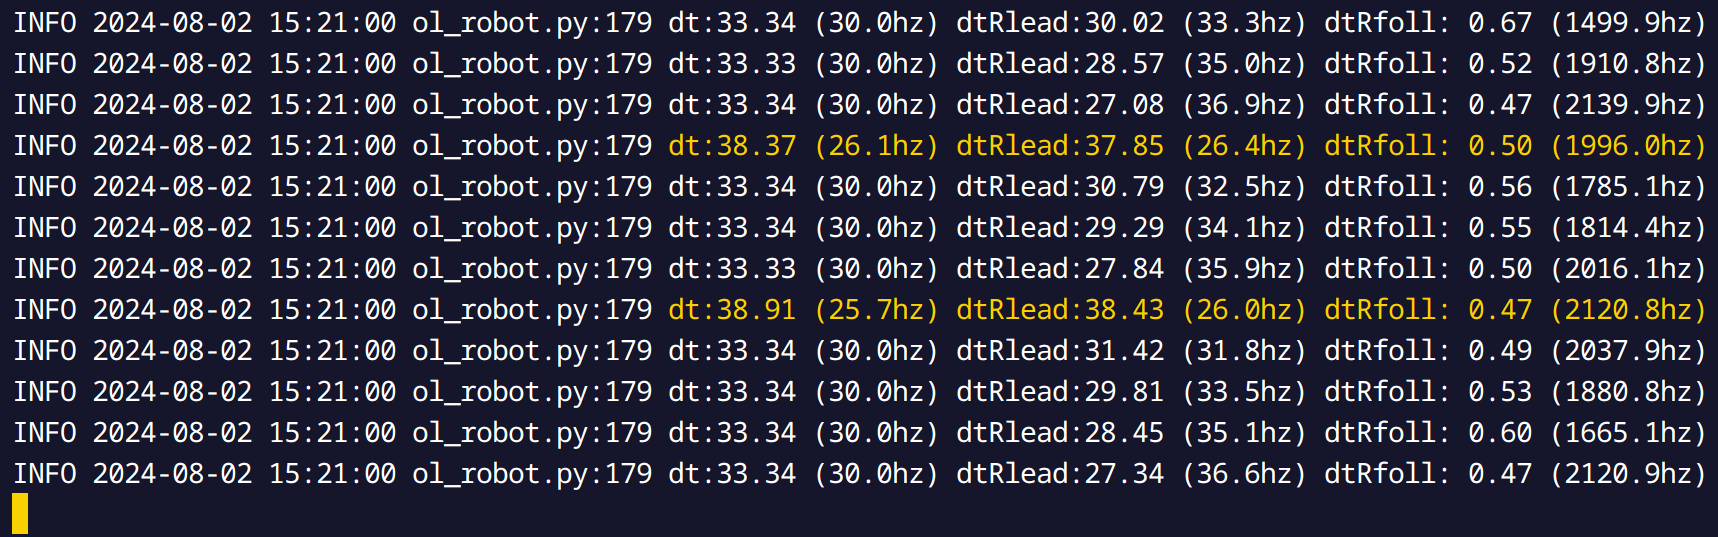 INFO 2024-08-02 15:21:00 ol_robot.py:179 dt:33.34 (30.0hz) dtRlead:30.02 (33.3hz) dtRfoll: 0.67 (1499.9hz)
INFO 2024-08-02 15:21:00 ol_robot.py:179 dt:33.33 (30.0hz) dtRlead:28.57 (35.0hz) dtRfoll: 0.52 (1910.8hz)
INFO 2024-08-02 15:21:00 ol_robot.py:179 dt:33.34 (30.0hz) dtRlead:27.08 (36.9hz) dtRfoll: 0.47 (2139.9hz)
INFO 2024-08-02 15:21:00 ol_robot.py:179 dt:38.37 (26.1hz) dtRlead:37.85 (26.4hz) dtRfoll: 0.50 (1996.0hz)
INFO 2024-08-02 15:21:00 ol_robot.py:179 dt:33.34 (30.0hz) dtRlead:30.79 (32.5hz) dtRfoll: 0.56 (1785.1hz)
INFO 2024-08-02 15:21:00 ol_robot.py:179 dt:33.34 (30.0hz) dtRlead:29.29 (34.1hz) dtRfoll: 0.55 (1814.4hz)
INFO 2024-08-02 15:21:00 ol_robot.py:179 dt:33.33 (30.0hz) dtRlead:27.84 (35.9hz) dtRfoll: 0.50 (2016.1hz)
INFO 2024-08-02 15:21:00 ol_robot.py:179 dt:38.91 (25.7hz) dtRlead:38.43 (26.0hz) dtRfoll: 0.47 (2120.8hz)
INFO 2024-08-02 15:21:00 ol_robot.py:179 dt:33.34 (30.0hz) dtRlead:31.42 (31.8hz) dtRfoll: 0.49 (2037.9hz)
INFO 2024-08-02 15:21:00 ol_robot.py:179 dt:33.34 (30.0hz) dtRlead:29.81 (33.5hz) dtRfoll: 0.53 (1880.8hz)
INFO 2024-08-02 15:21:00 ol_robot.py:179 dt:33.34 (30.0hz) dtRlead:28.45 (35.1hz) dtRfoll: 0.60 (1665.1hz)
INFO 2024-08-02 15:21:00 ol_robot.py:179 dt:33.34 (30.0hz) dtRlead:27.34 (36.6hz) dtRfoll: 0.47 (2120.9hz)